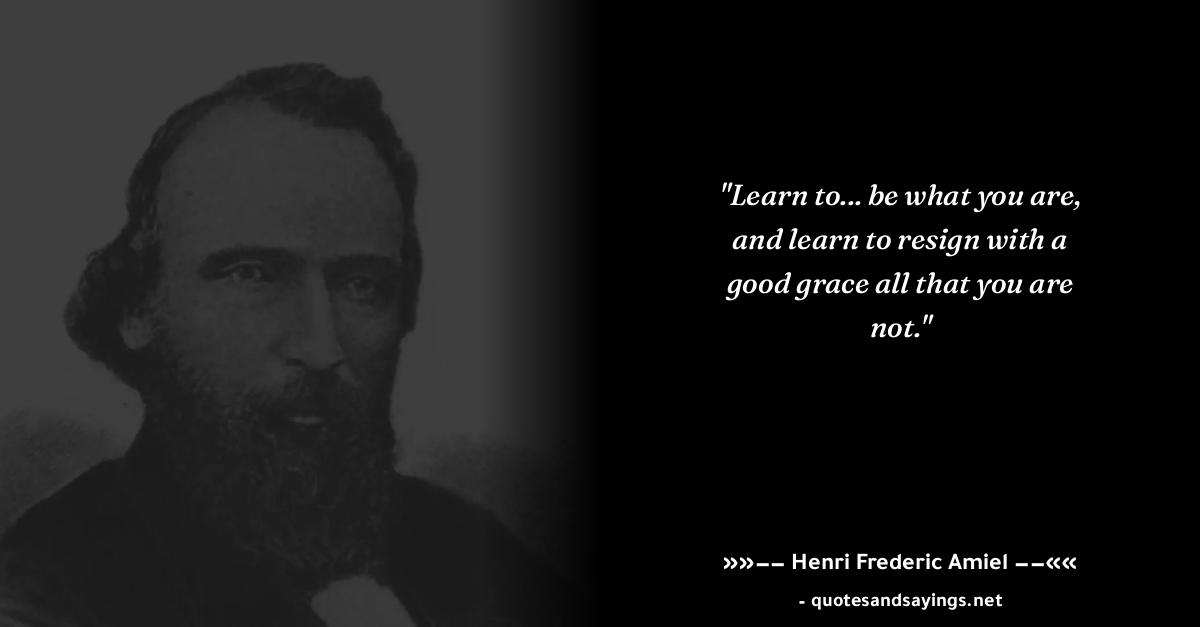 "Learn to... be what you are,
and learn to resign with a
good grace all that you are
not."
»»–– Henri Frederic Amiel ––««
- quotesandsayings.net